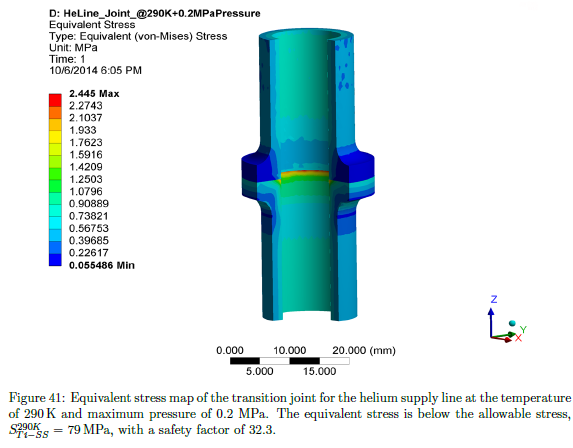 D: HeLine_Joint_@290K+0.2MPaPressure
Equivalent Stress
Type: Equivalent (von-Mises) Stress
Unit: MPa
Time: 1
10/6/2014 6:05 PM
2.445 Max
2.2743
2.1037
1.933
1.7623
1.5916
1.4209
1.2503
1.0796
0.90889
0.73821
0.56753
0.39685
0.22617
0.055486 Min
Z
Y
X
0.000 10.000 20.000 (mm)
5.000 15.000
Figure 41: Equivalent stress map of the transition joint for the helium supply line at the temperature
of 290 K and maximum pressure of 0.2 MPa. The equivalent stress is below the allowable stress,
S^{290K}_{Ti−SS} = 79 MPa, with a safety factor of 32.3.